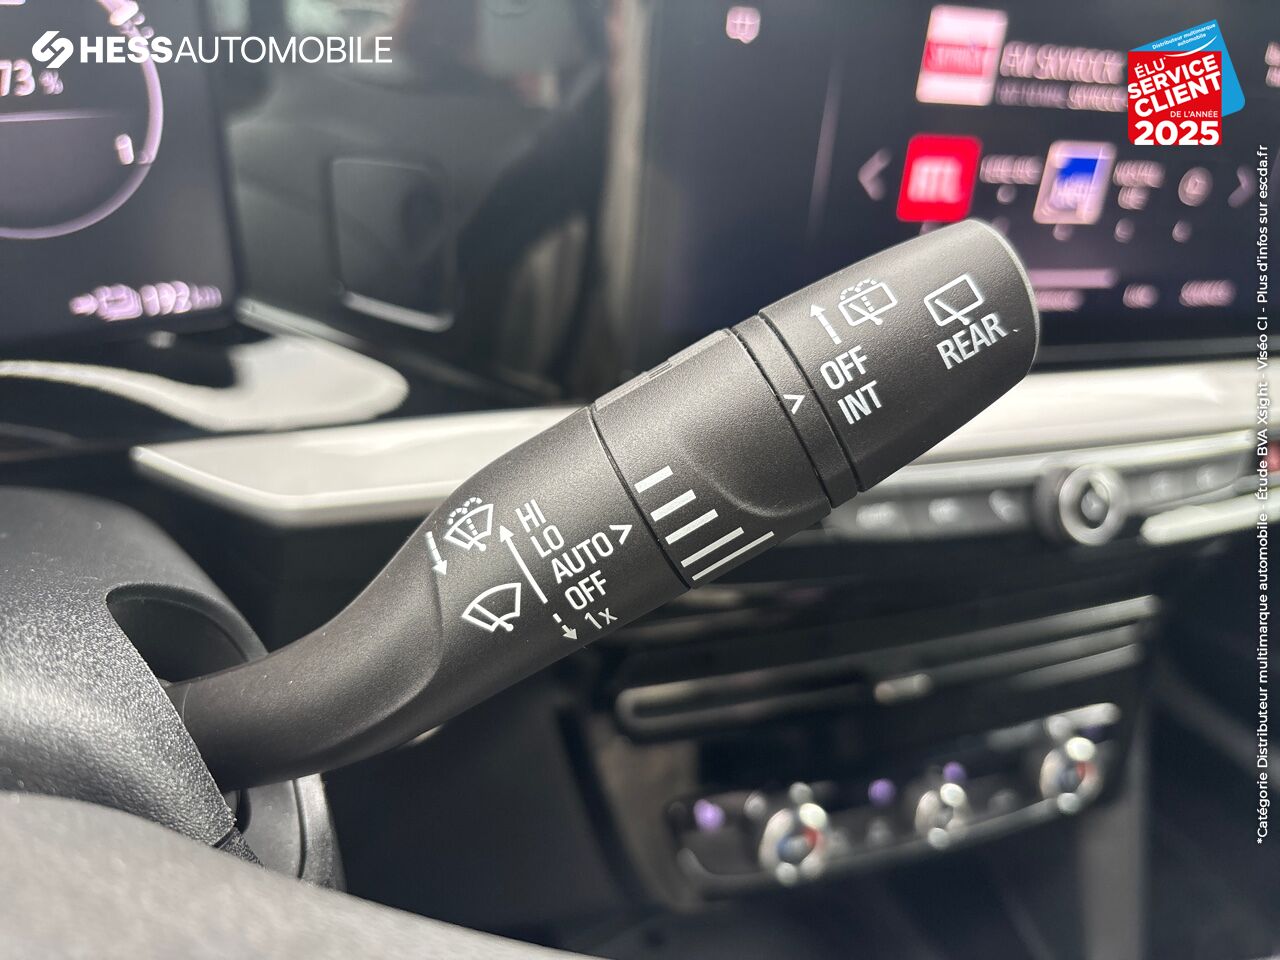 HESSAUTOMOBILE
Distributeur multimarque
automobile*
ÉLU
SERVICE
CLIENT
DE L'ANNÉE
2025
73 %
RTL
OFF
INT
REAR
HI
LO
AUTO
OFF
1x
*Catégorie Distributeur multimarque automobile - Étude BVA Xsight - Viséo CI - Plus d'infos sur escda.fr